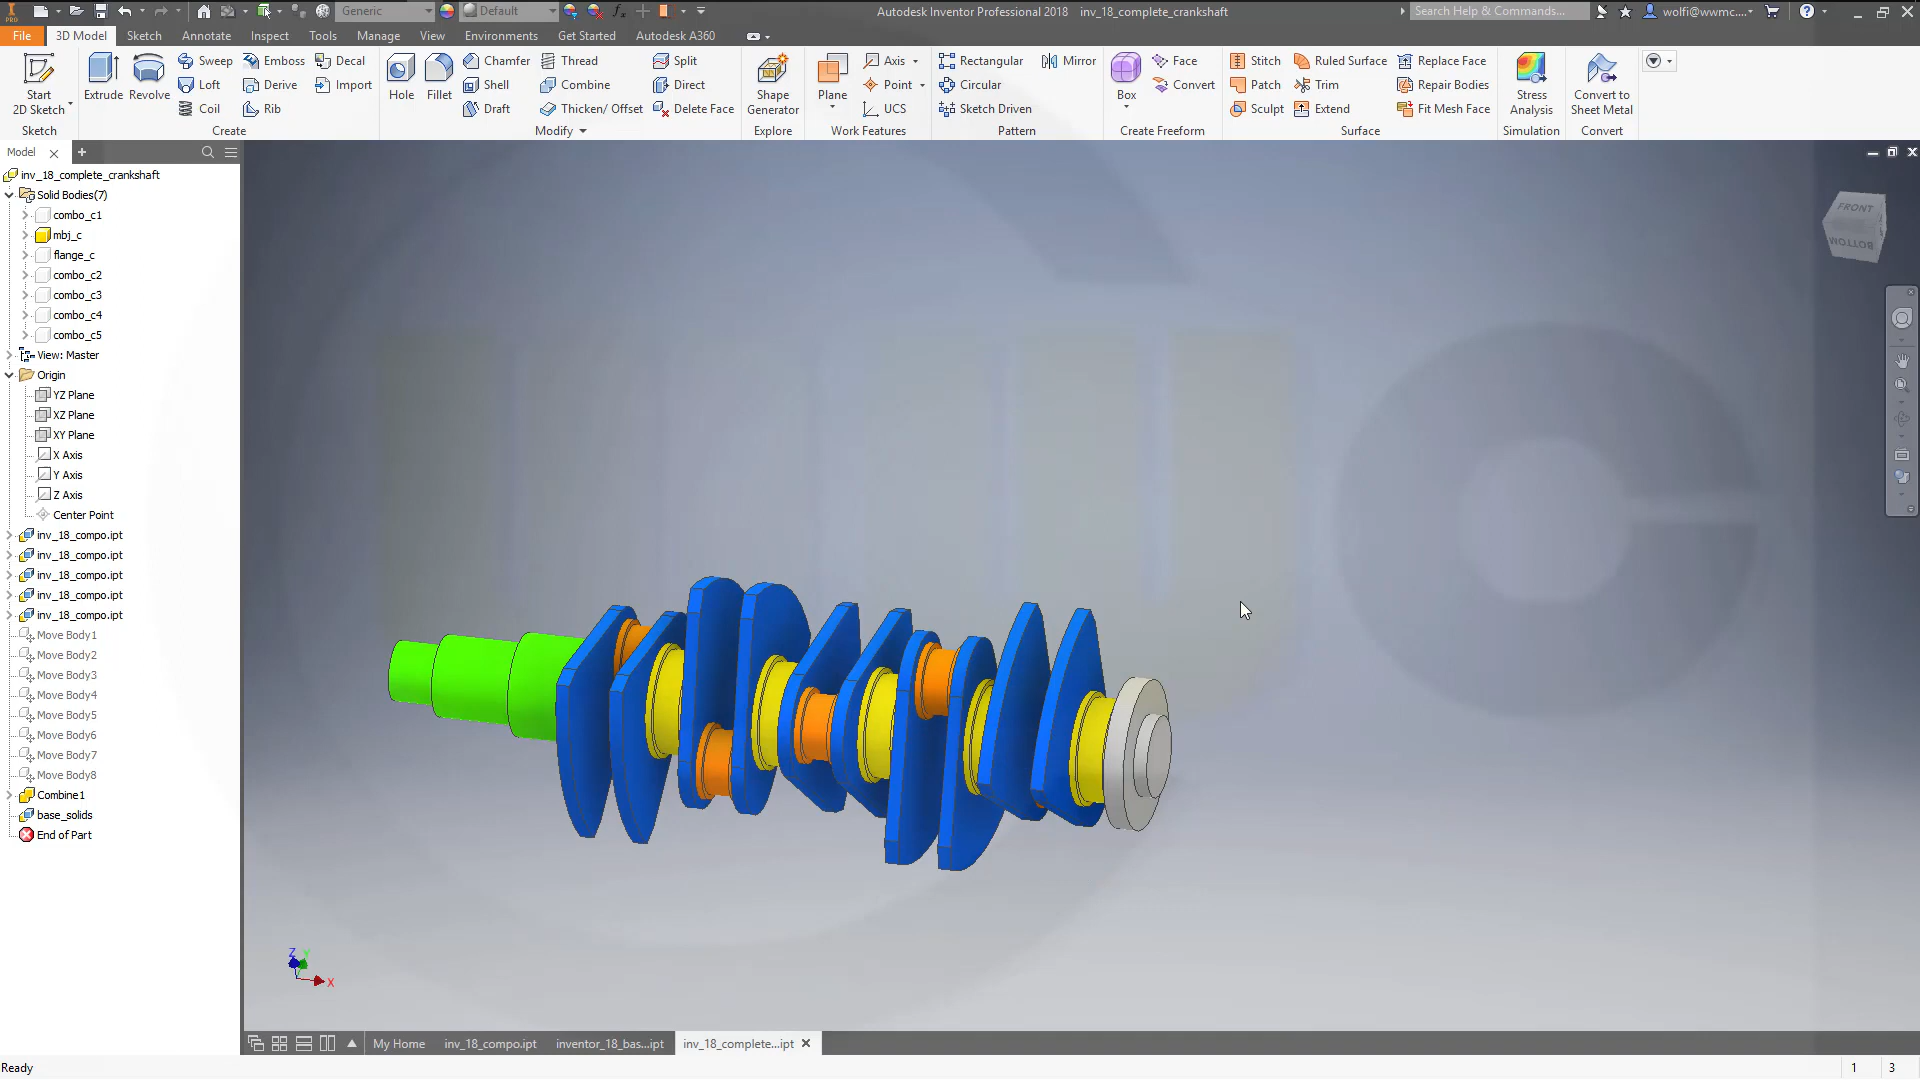 PRO
Generic
Default
fx
Autodesk Inventor Professional 2018 inv_18_complete_crankshaft
Search Help & Commands...
wolfi@wwmc....
File
3D Model
Sketch
Annotate
Inspect
Tools
Manage
View
Environments
Get Started
Autodesk A360
Start
2D Sketch
Sketch
Extrude
Revolve
Sweep
Loft
Coil
Emboss
Derive
Rib
Decal
Import
Create
Hole
Fillet
Chamfer
Shell
Draft
Thread
Combine
Thicken/ Offset
Split
Direct
Delete Face
Modify
Shape
Generator
Explore
Plane
Axis
Point
UCS
Work Features
Rectangular
Circular
Sketch Driven
Mirror
Pattern
Box
Face
Convert
Create Freeform
Stitch
Patch
Sculpt
Ruled Surface
Trim
Extend
Replace Face
Repair Bodies
Fit Mesh Face
Surface
Stress
Analysis
Simulation
Convert to
Sheet Metal
Convert
Model
inv_18_complete_crankshaft
Solid Bodies(7)
combo_c1
mbj_c
flange_c
combo_c2
combo_c3
combo_c4
combo_c5
View: Master
Origin
YZ Plane
XZ Plane
XY Plane
X Axis
Y Axis
Z Axis
Center Point
inv_18_compo.ipt
inv_18_compo.ipt
inv_18_compo.ipt
inv_18_compo.ipt
inv_18_compo.ipt
Move Body1
Move Body2
Move Body3
Move Body4
Move Body5
Move Body6
Move Body7
Move Body8
Combine1
base_solids
End of Part
FRONT
BOTTOM
Z
Y
X
My Home
inv_18_compo.ipt
inventor_18_bas...ipt
inv_18_complete...ipt
Ready
1
3